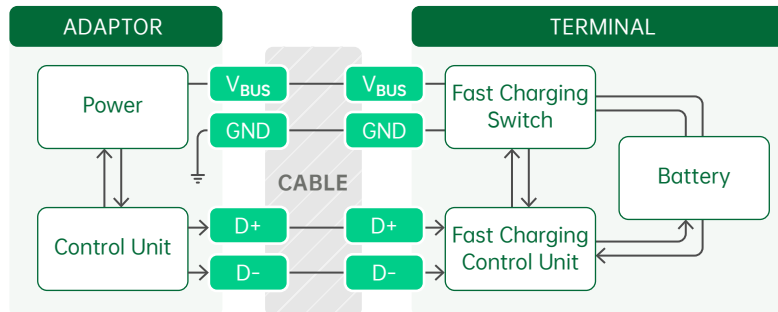 ADAPTOR
TERMINAL
Power
VBUS
VBUS
Fast Charging
Switch
GND
GND
CABLE
Battery
Control Unit
D+
D+
Fast Charging
Control Unit
D-
D-